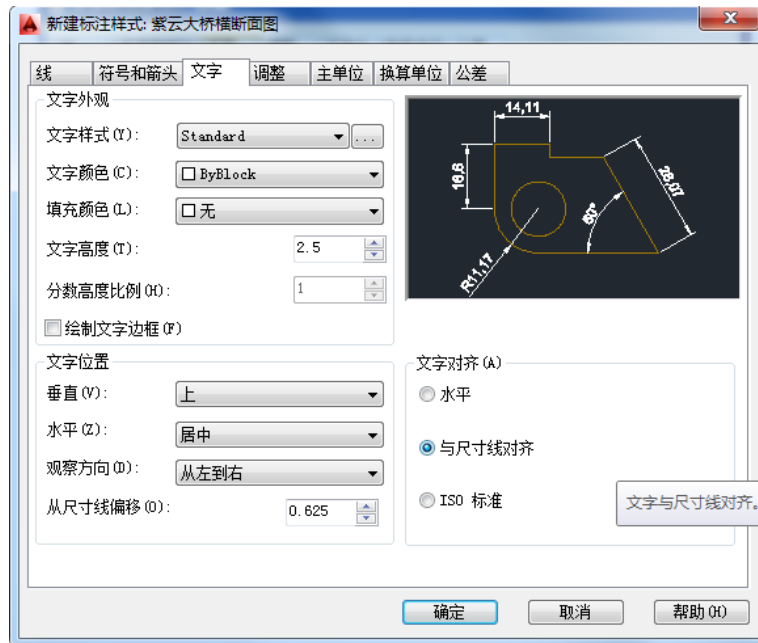 新建标注样式: 紫云大桥横断面图
线 符号和箭头 文字 调整 主单位 换算单位 公差
文字外观
文字样式(Y): Standard ...
文字颜色(C): ByBlock
填充颜色(L): 无
文字高度(T): 2.5
分数高度比例(H): 1
绘制文字边框(F)
14,11
16,6
28,07
60°
R11,17
文字位置
垂直(V): 上
水平(Z): 居中
观察方向(D): 从左到右
从尺寸线偏移(O): 0.625
文字对齐(A)
水平
与尺寸线对齐
ISO 标准
文字与尺寸线对齐。
确定 取消 帮助(H)